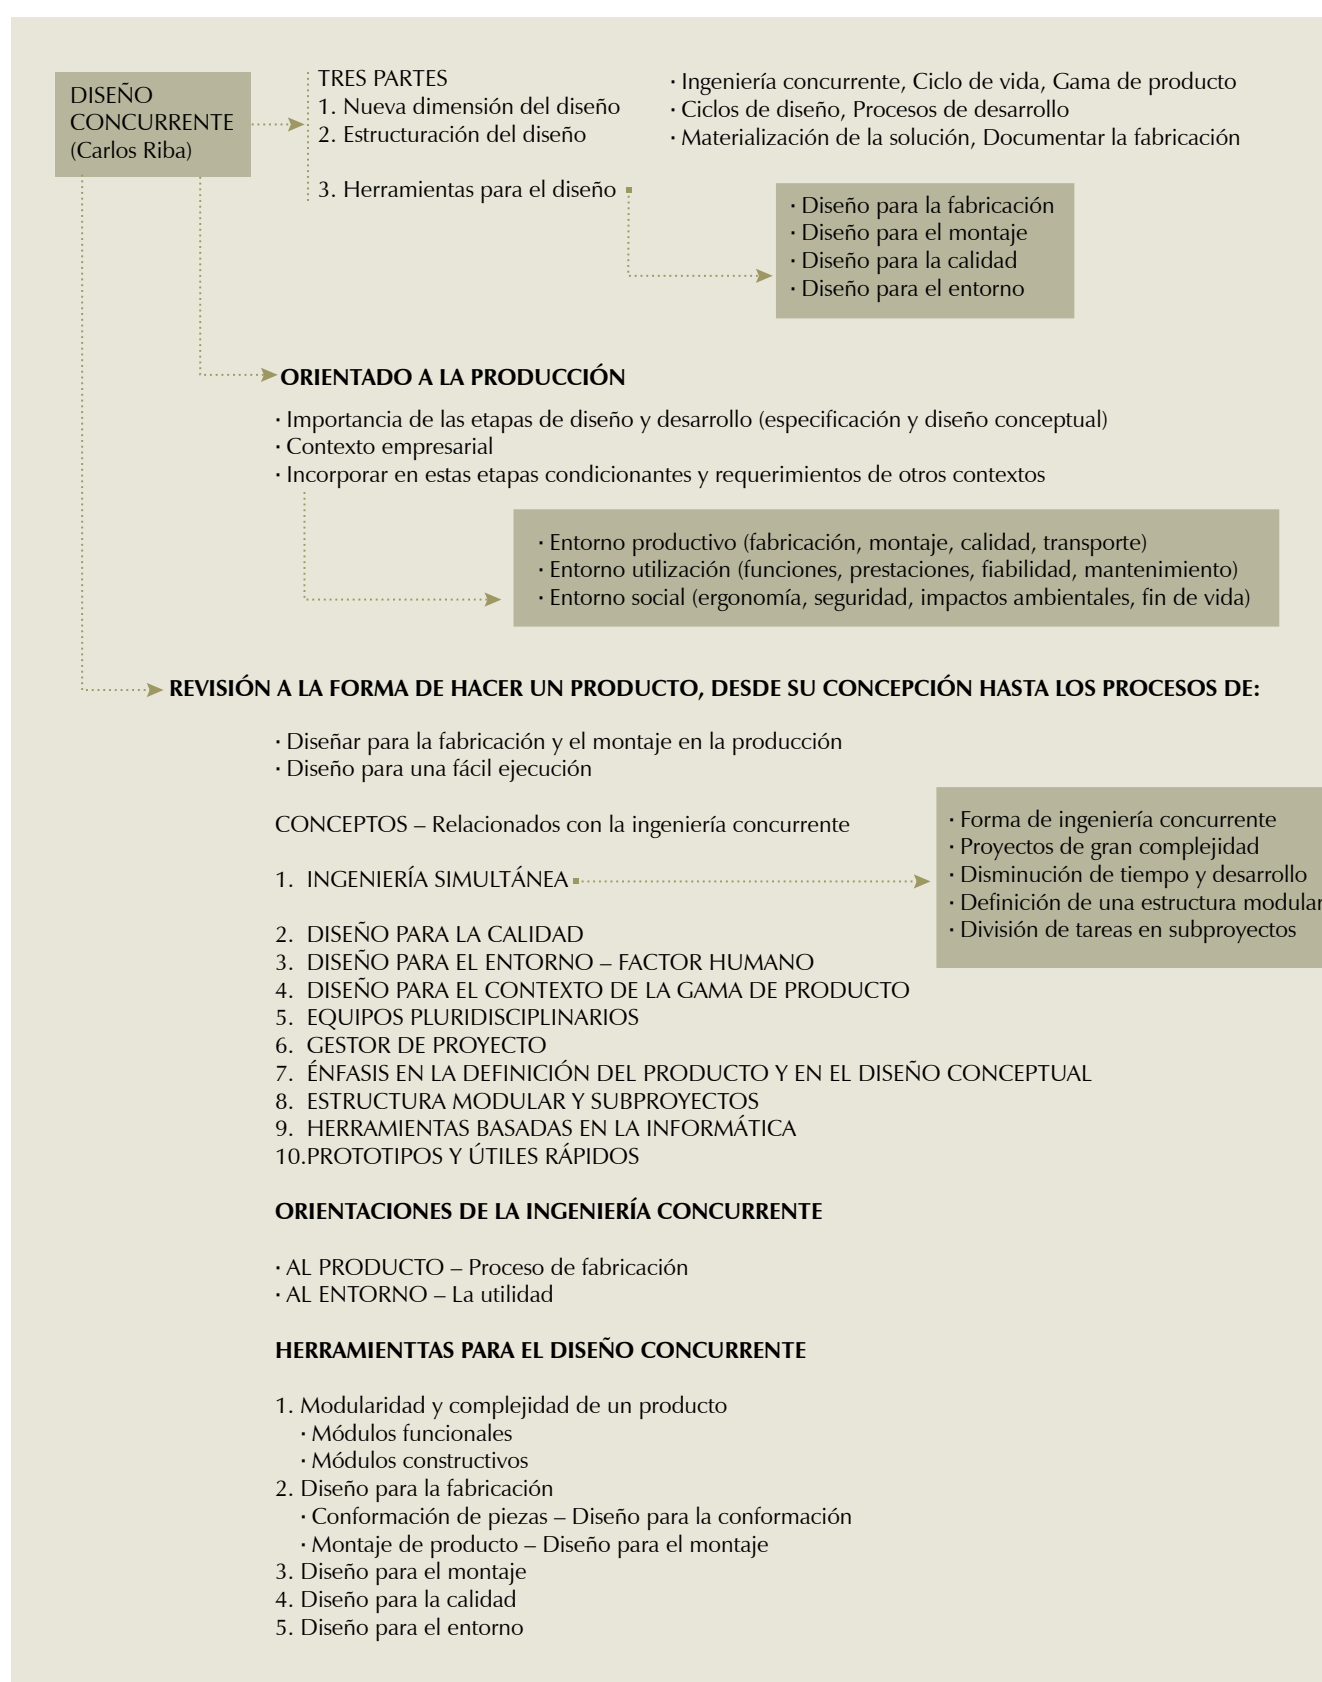 DISEÑO
CONCURRENTE
(Carlos Riba)
TRES PARTES
1. Nueva dimensión del diseño
2. Estructuración del diseño
3. Herramientas para el diseño
· Ingeniería concurrente, Ciclo de vida, Gama de producto
· Ciclos de diseño, Procesos de desarrollo
· Materialización de la solución, Documentar la fabricación
· Diseño para la fabricación
· Diseño para el montaje
· Diseño para la calidad
· Diseño para el entorno
ORIENTADO A LA PRODUCCIÓN
· Importancia de las etapas de diseño y desarrollo (especificación y diseño conceptual)
· Contexto empresarial
· Incorporar en estas etapas condicionantes y requerimientos de otros contextos
· Entorno productivo (fabricación, montaje, calidad, transporte)
· Entorno utilización (funciones, prestaciones, fiabilidad, mantenimiento)
· Entorno social (ergonomía, seguridad, impactos ambientales, fin de vida)
REVISIÓN A LA FORMA DE HACER UN PRODUCTO, DESDE SU CONCEPCIÓN HASTA LOS PROCESOS DE:
· Diseñar para la fabricación y el montaje en la producción
· Diseño para una fácil ejecución
CONCEPTOS – Relacionados con la ingeniería concurrente
1. INGENIERÍA SIMULTÁNEA
· Forma de ingeniería concurrente
· Proyectos de gran complejidad
· Disminución de tiempo y desarrollo
· Definición de una estructura modular
· División de tareas en subproyectos
2. DISEÑO PARA LA CALIDAD
3. DISEÑO PARA EL ENTORNO – FACTOR HUMANO
4. DISEÑO PARA EL CONTEXTO DE LA GAMA DE PRODUCTO
5. EQUIPOS PLURIDISCIPLINARIOS
6. GESTOR DE PROYECTO
7. ÉNFASIS EN LA DEFINICIÓN DEL PRODUCTO Y EN EL DISEÑO CONCEPTUAL
8. ESTRUCTURA MODULAR Y SUBPROYECTOS
9. HERRAMIENTAS BASADAS EN LA INFORMÁTICA
10.PROTOTIPOS Y ÚTILES RÁPIDOS
ORIENTACIONES DE LA INGENIERÍA CONCURRENTE
· AL PRODUCTO – Proceso de fabricación
· AL ENTORNO – La utilidad
HERRAMIENTTAS PARA EL DISEÑO CONCURRENTE
1. Modularidad y complejidad de un producto
· Módulos funcionales
· Módulos constructivos
2. Diseño para la fabricación
· Conformación de piezas – Diseño para la conformación
· Montaje de producto – Diseño para el montaje
3. Diseño para el montaje
4. Diseño para la calidad
5. Diseño para el entorno